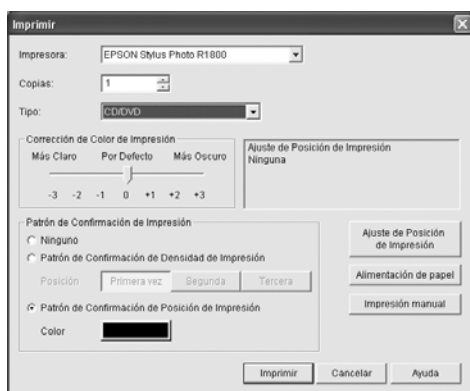 Imprimir
Impresora: EPSON Stylus Photo R1800
Copias: 1
Tipo: CD/DVD
Corrección de Color de Impresión
Más Claro Por Defecto Más Oscuro
-3 -2 -1 0 +1 +2 +3
Ajuste de Posición de Impresión
Ninguna
Patrón de Confirmación de Impresión
Ninguno
Patrón de Confirmación de Densidad de Impresión
Posición Primera vez Segunda Tercera
Patrón de Confirmación de Posición de Impresión
Color
Ajuste de Posición
de Impresión
Alimentación de papel
Impresión manual
Imprimir Cancelar Ayuda